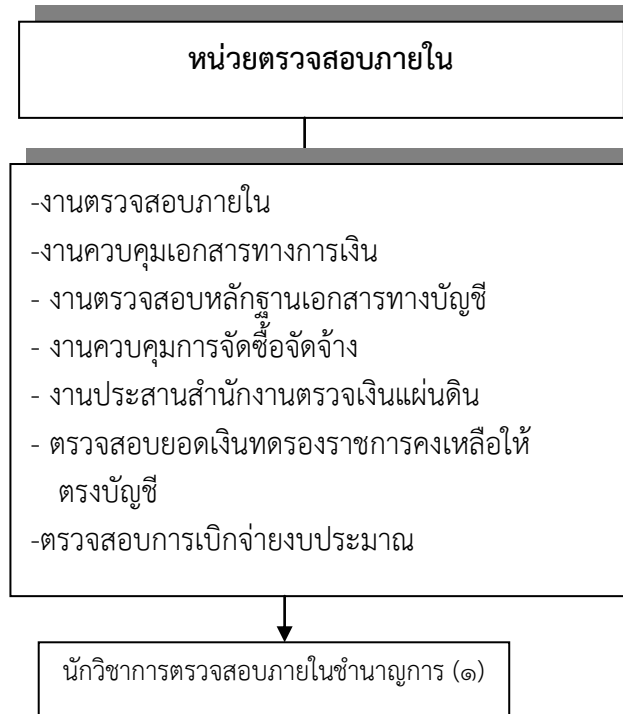 หน่วยตรวจสอบภายใน
-งานตรวจสอบภายใน
-งานควบคุมเอกสารทางการเงิน
- งานตรวจสอบหลักฐานเอกสารทางบัญชี
- งานควบคุมการจัดซื้อจัดจ้าง
- งานประสานสำนักงานตรวจเงินแผ่นดิน
- ตรวจสอบยอดเงินทดรองราชการคงเหลือให้
ตรงบัญชี
-ตรวจสอบการเบิกจ่ายงบประมาณ
นักวิชาการตรวจสอบภายในชำนาญการ (๑)